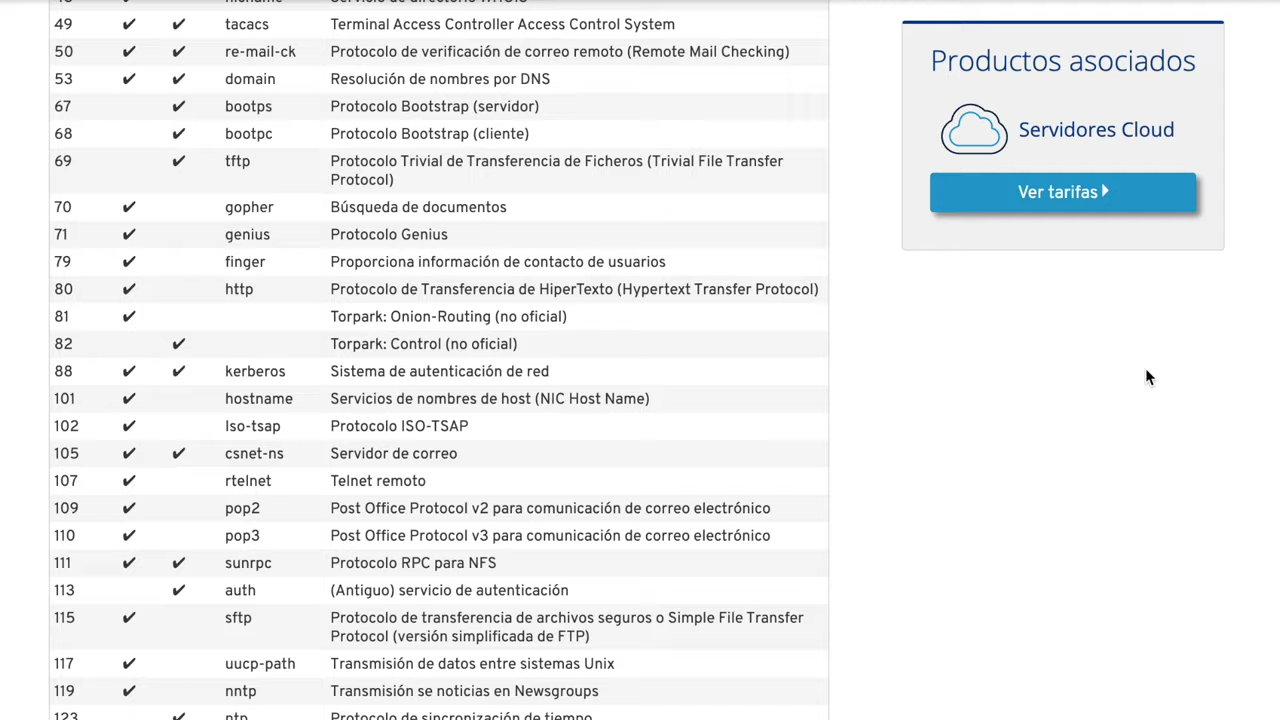 49 ✔ ✔ tacacs Terminal Access Controller Access Control System
50 ✔ ✔ re-mail-ck Protocolo de verificación de correo remoto (Remote Mail Checking)
53 ✔ ✔ domain Resolución de nombres por DNS
67 ✔ bootps Protocolo Bootstrap (servidor)
68 ✔ bootpc Protocolo Bootstrap (cliente)
69 ✔ tftp Protocolo Trivial de Transferencia de Ficheros (Trivial File Transfer
Protocol)
70 ✔ gopher Búsqueda de documentos
71 ✔ genius Protocolo Genius
79 ✔ finger Proporciona información de contacto de usuarios
80 ✔ http Protocolo de Transferencia de HiperTexto (Hypertext Transfer Protocol)
81 ✔ Torpark: Onion-Routing (no oficial)
82 ✔ Torpark: Control (no oficial)
88 ✔ ✔ kerberos Sistema de autenticación de red
101 ✔ hostname Servicios de nombres de host (NIC Host Name)
102 ✔ Iso-tsap Protocolo ISO-TSAP
105 ✔ ✔ csnet-ns Servidor de correo
107 ✔ rtelnet Telnet remoto
109 ✔ pop2 Post Office Protocol v2 para comunicación de correo electrónico
110 ✔ pop3 Post Office Protocol v3 para comunicación de correo electrónico
111 ✔ ✔ sunrpc Protocolo RPC para NFS
113 ✔ auth (Antiguo) servicio de autenticación
115 ✔ sftp Protocolo de transferencia de archivos seguros o Simple File Transfer
Protocol (versión simplificada de FTP)
117 ✔ uucp-path Transmisión de datos entre sistemas Unix
119 ✔ nntp Transmisión se noticias en Newsgroups
123 ✔ ntp Protocolo de sincronización de tiempo
Productos asociados
Servidores Cloud
Ver tarifas